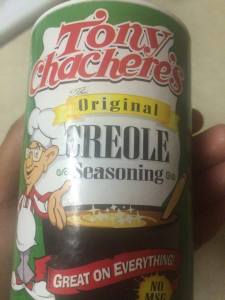 Tony
Chachere's
The
Original
CREOLE
Seasoning
GREAT ON EVERYTHING!
NO
MSG